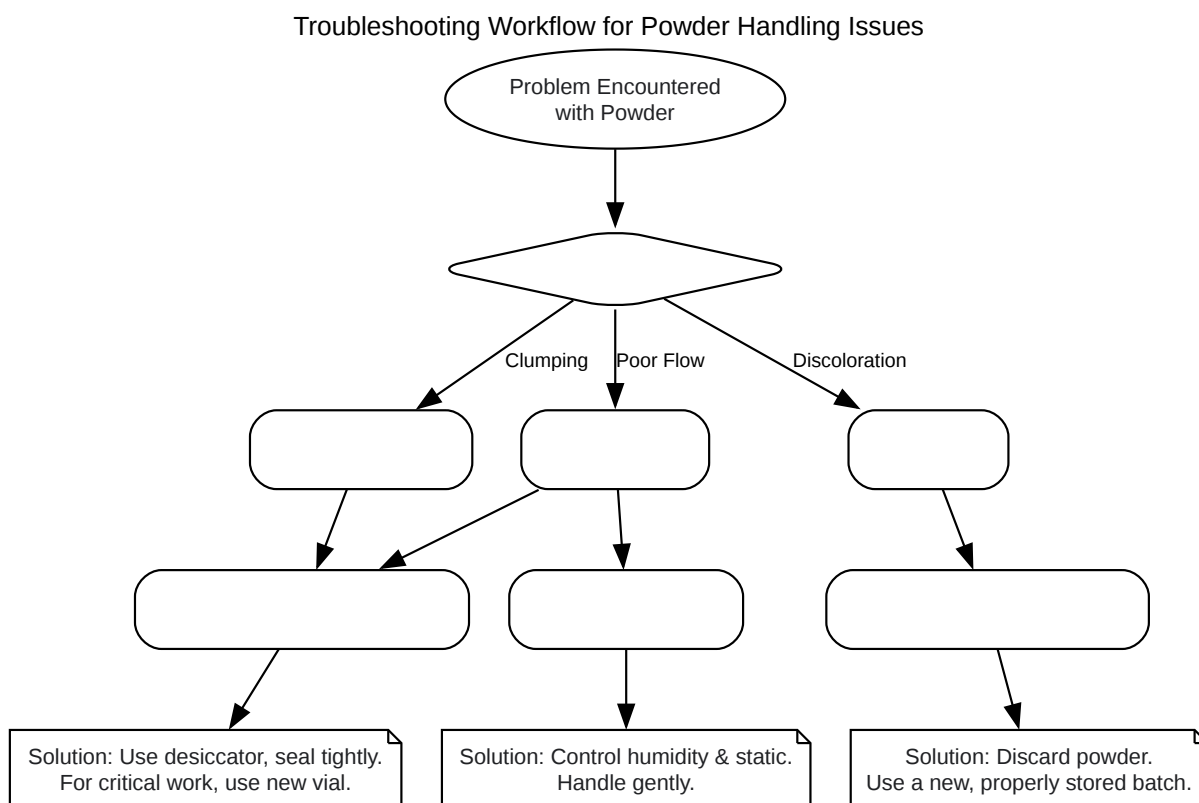 Troubleshooting Workflow for Powder Handling Issues
Problem Encountered
with Powder
Clumping
Poor Flow
Discoloration
Solution: Use desiccator, seal tightly.
For critical work, use new vial.
Solution: Control humidity & static.
Handle gently.
Solution: Discard powder.
Use a new, properly stored batch.